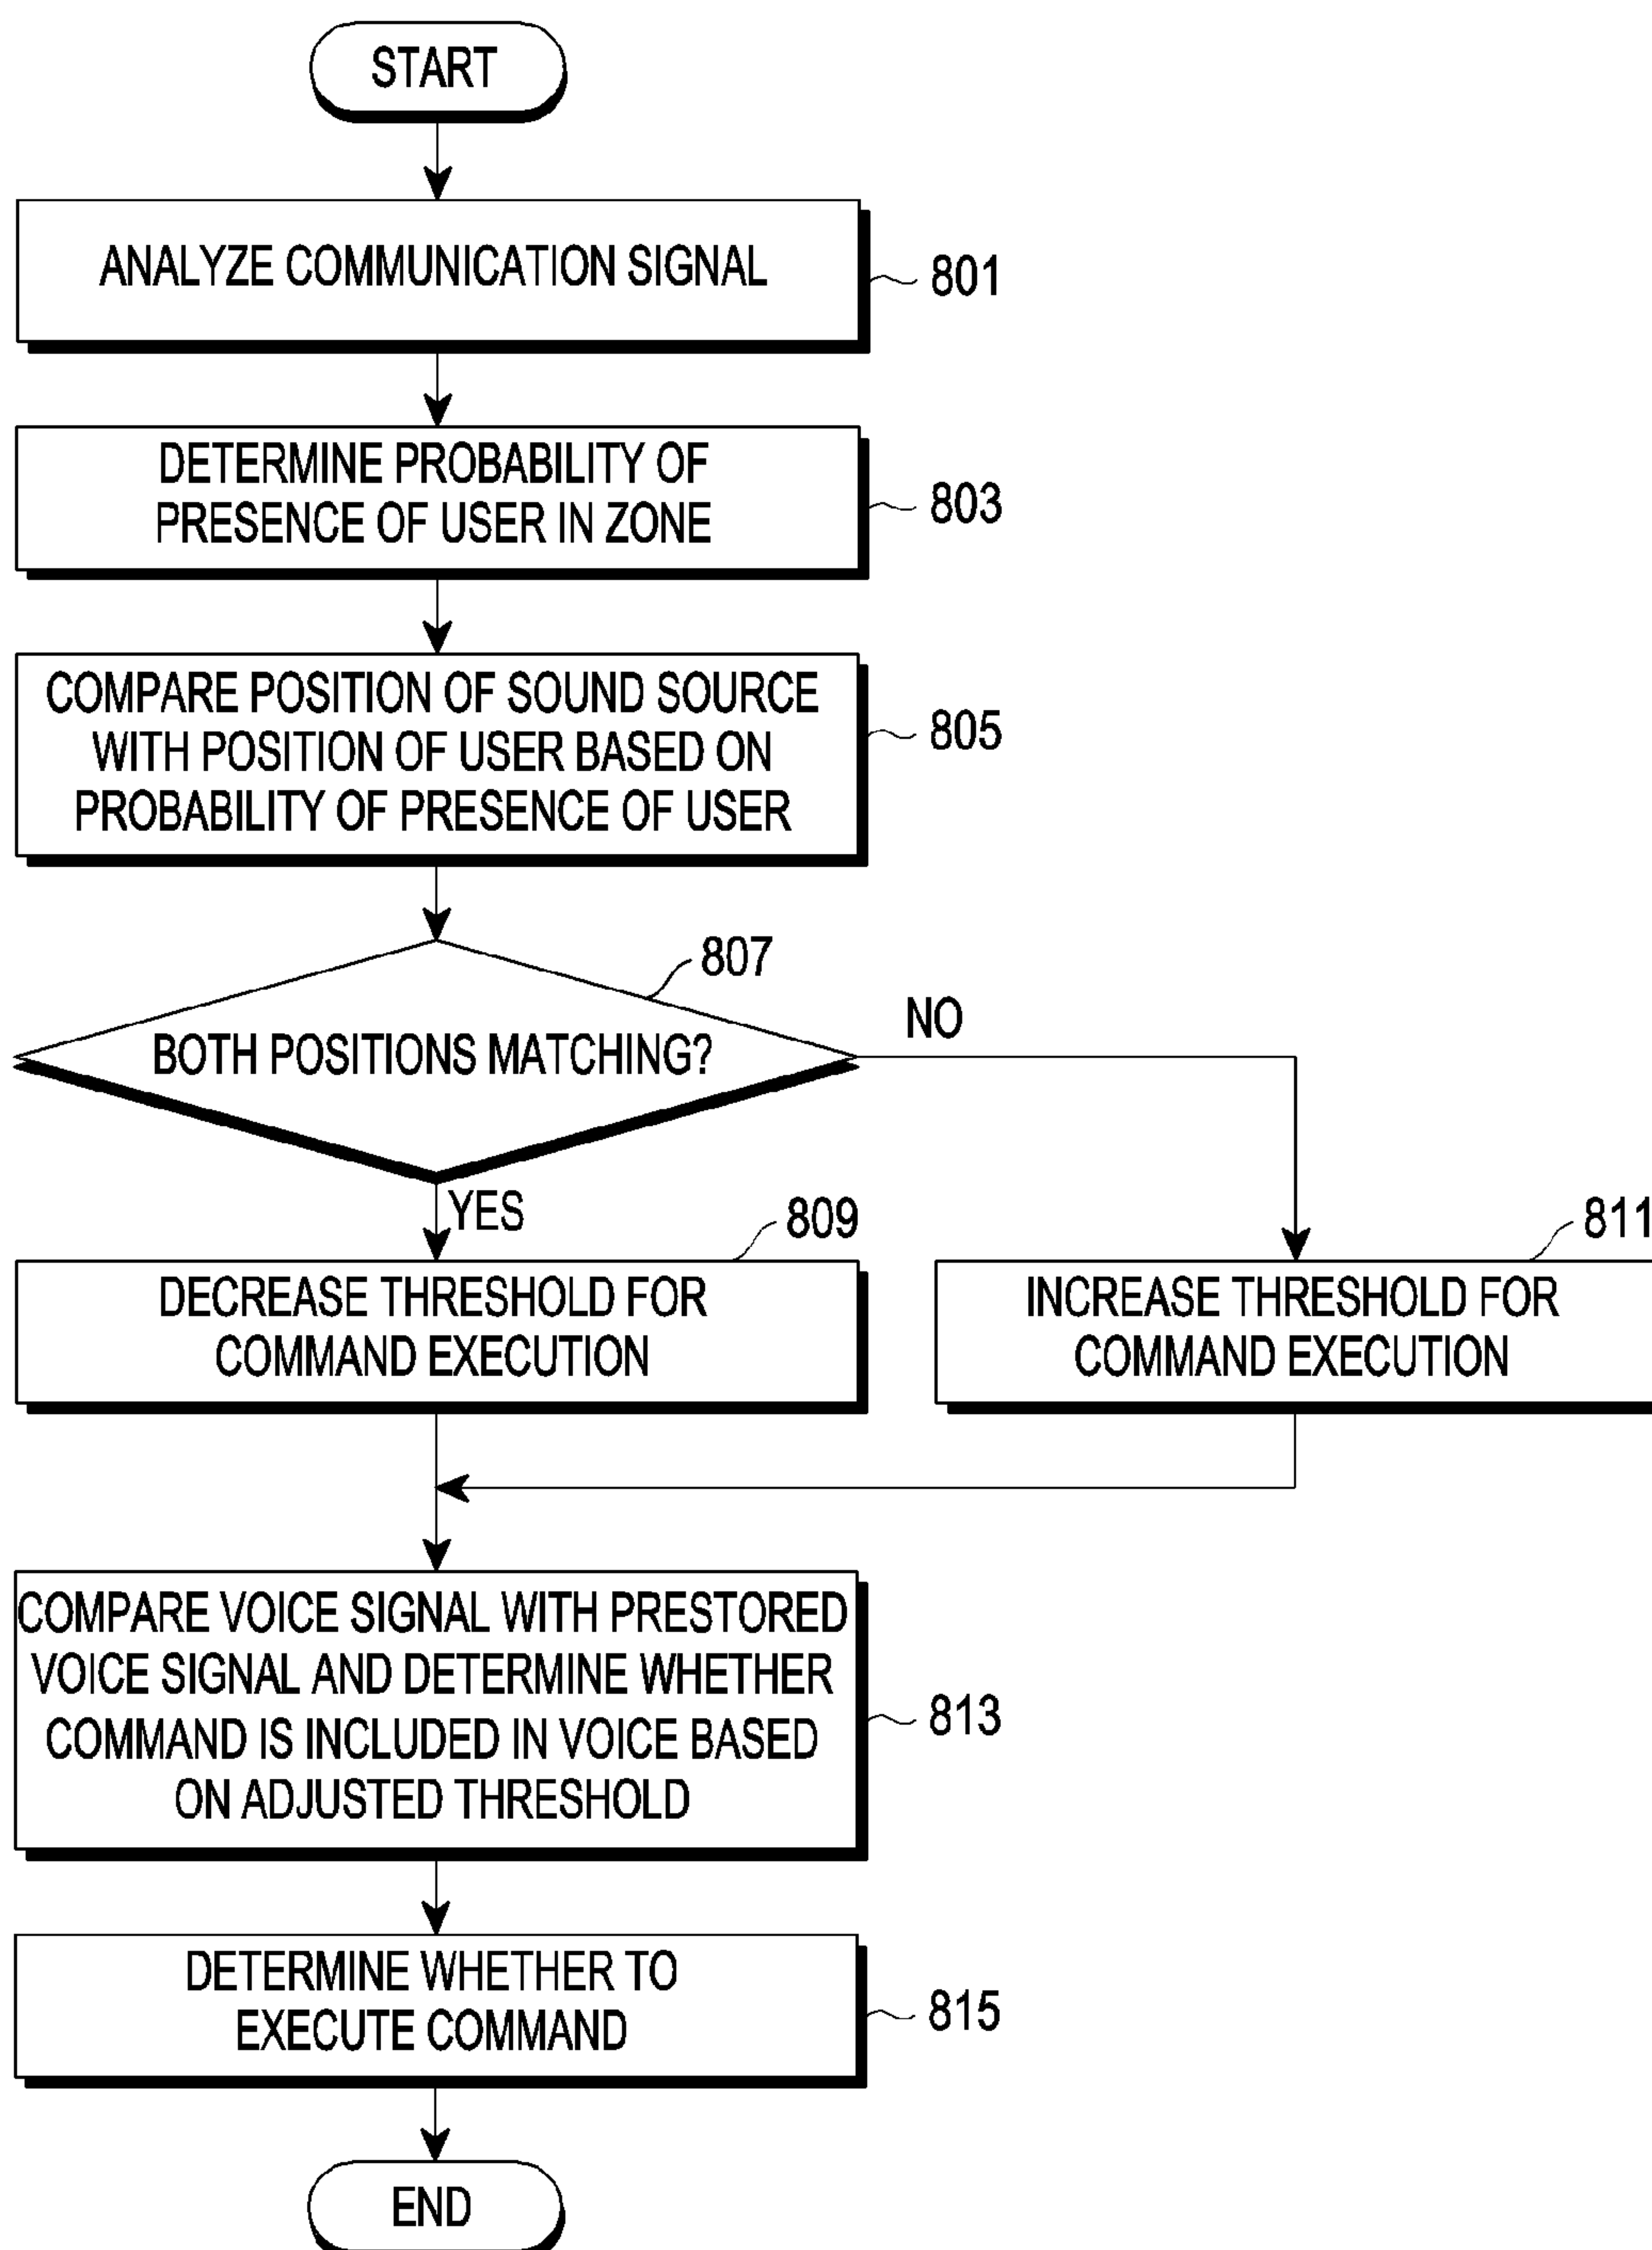 START
ANALYZE COMMUNICATION SIGNAL
801
DETERMINE PROBABILITY OF
PRESENCE OF USER IN ZONE
803
COMPARE POSITION OF SOUND SOURCE
WITH POSITION OF USER BASED ON
PROBABILITY OF PRESENCE OF USER
805
807
BOTH POSITIONS MATCHING?
NO
YES
809
DECREASE THRESHOLD FOR
COMMAND EXECUTION
811
INCREASE THRESHOLD FOR
COMMAND EXECUTION
COMPARE VOICE SIGNAL WITH PRESTORED
VOICE SIGNAL AND DETERMINE WHETHER
COMMAND IS INCLUDED IN VOICE BASED
ON ADJUSTED THRESHOLD
813
DETERMINE WHETHER TO
EXECUTE COMMAND
815
END